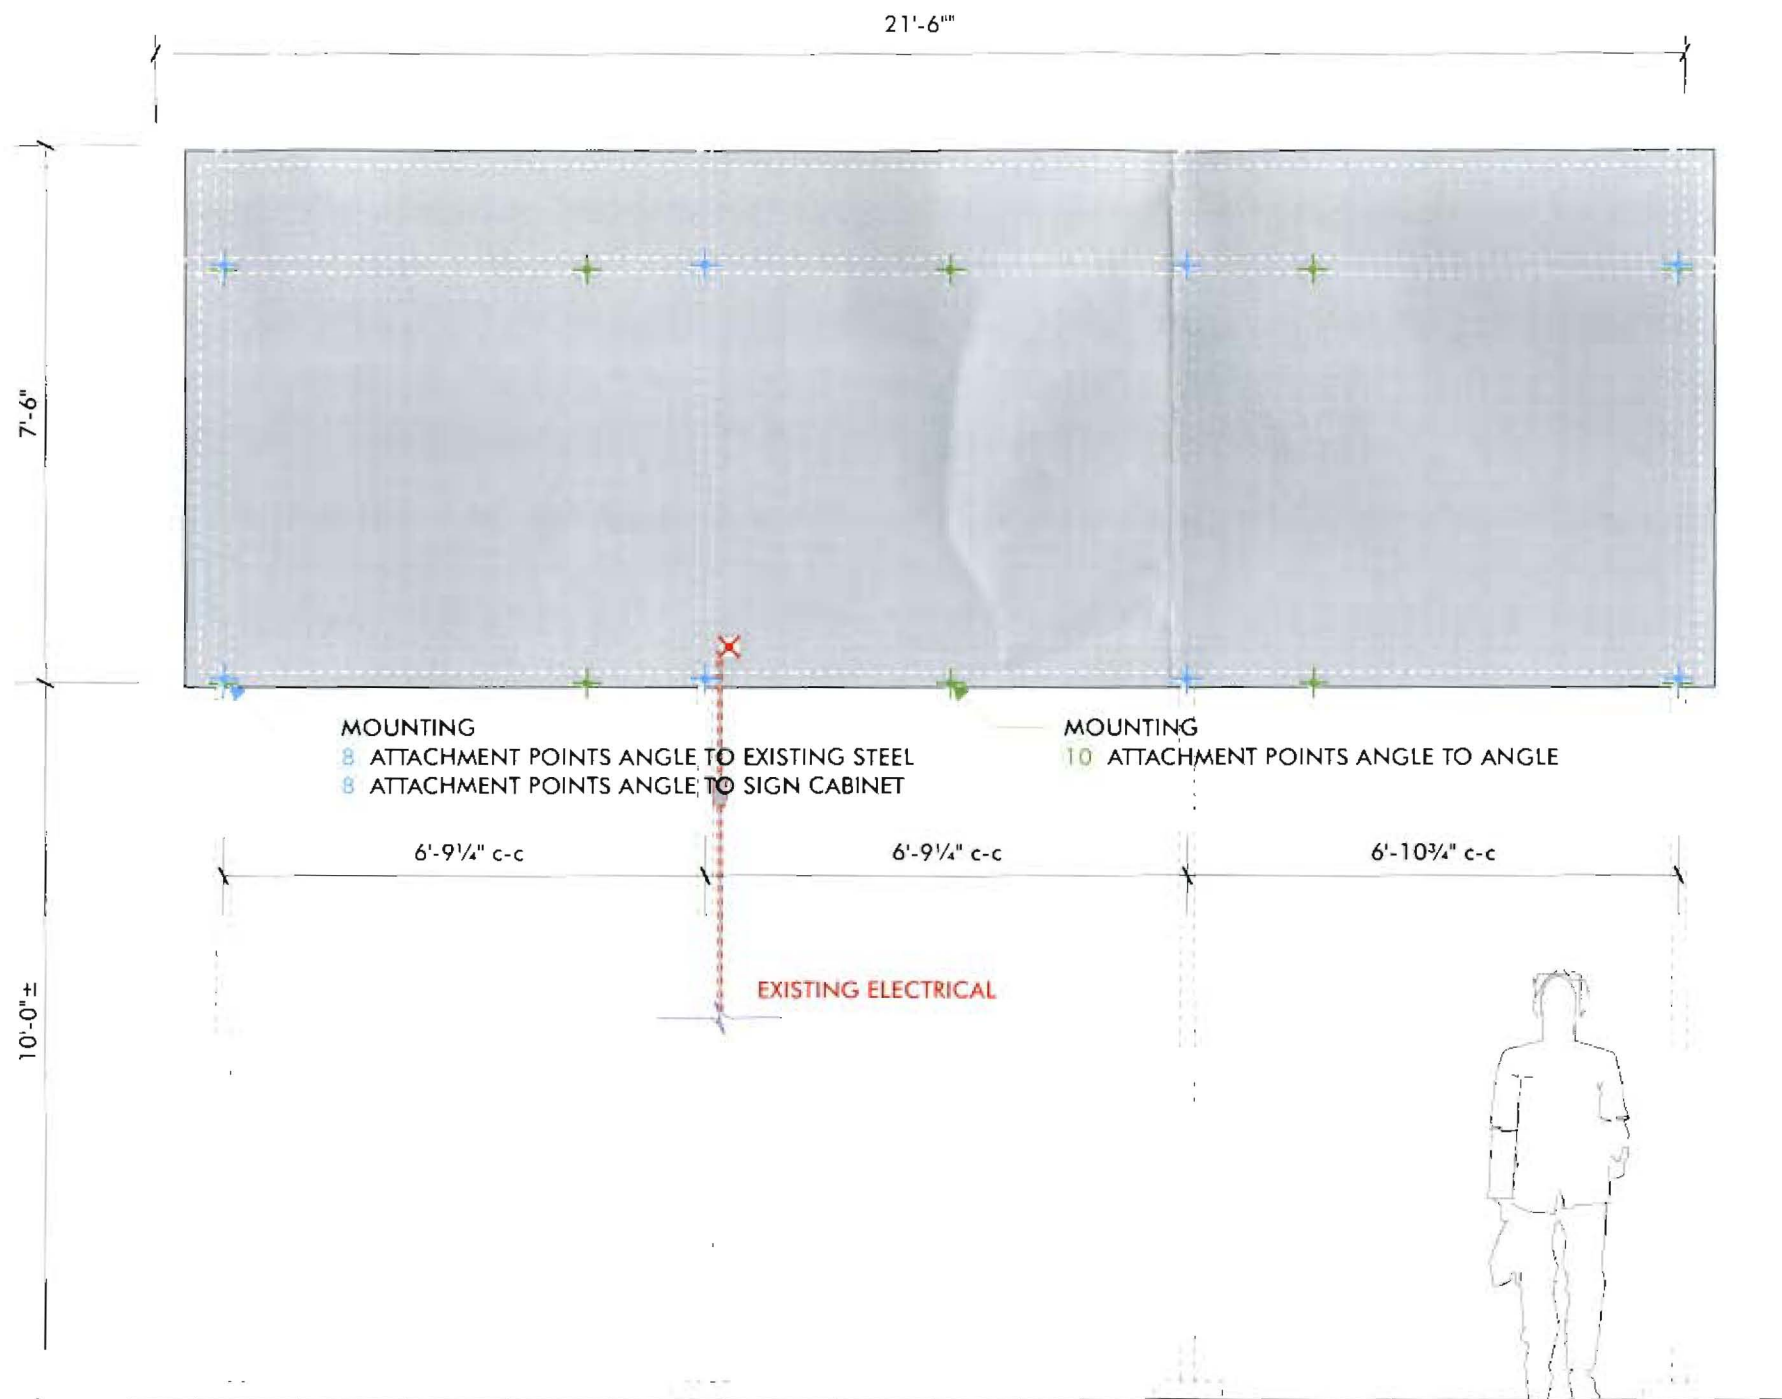 21'-6""
7'-6"
MOUNTING
8 ATTACHMENT POINTS ANGLE TO EXISTING STEEL
8 ATTACHMENT POINTS ANGLE TO SIGN CABINET
MOUNTING
10 ATTACHMENT POINTS ANGLE TO ANGLE
6'-9¼" c-c
6'-9¼" c-c
6'-10¾" c-c
10'-0" ±
EXISTING ELECTRICAL